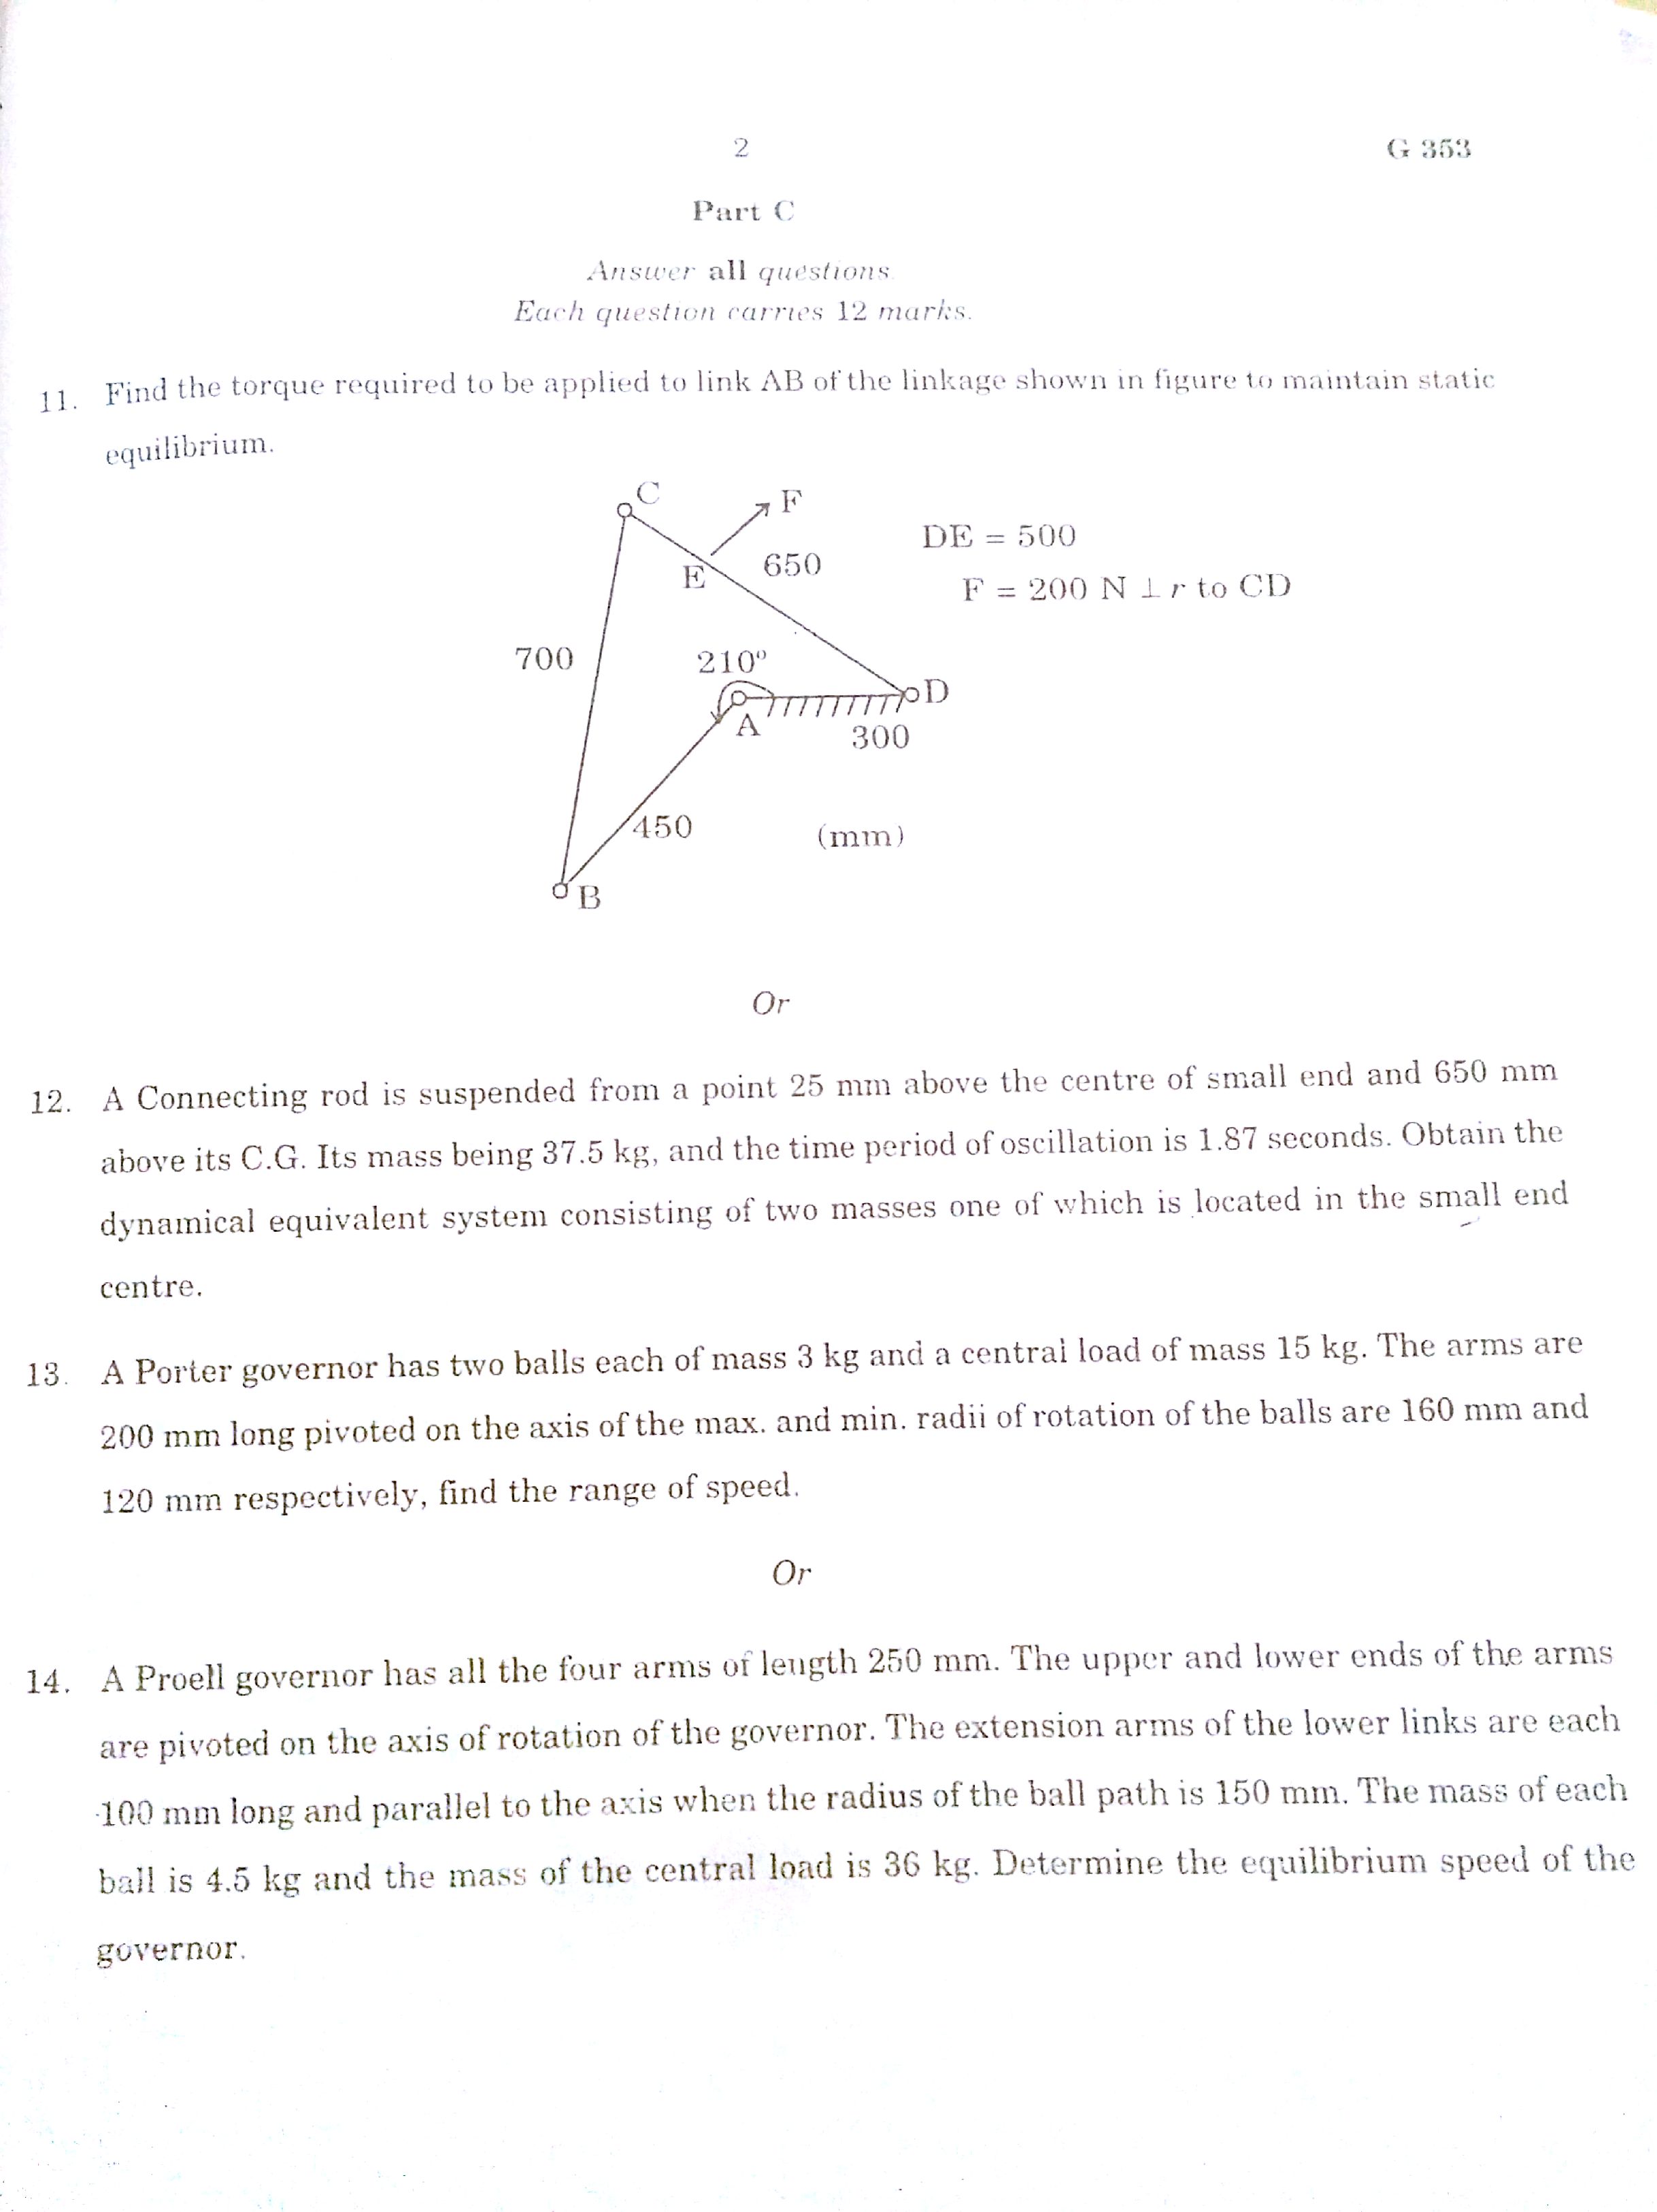 2
G 353
Part C
Answer all questions.
Each question carries 12 marks.
11. Find the torque required to be applied to link AB of the linkage shown in figure to maintain static
equilibrium.
C
F
DE = 500
650
E
F = 200 N ⊥ r to CD
700
210°
D
A
300
450
(mm)
B
Or
12. A Connecting rod is suspended from a point 25 mm above the centre of small end and 650 mm
above its C.G. Its mass being 37.5 kg, and the time period of oscillation is 1.87 seconds. Obtain the
dynamical equivalent system consisting of two masses one of which is located in the small end
centre.
13. A Porter governor has two balls each of mass 3 kg and a central load of mass 15 kg. The arms are
200 mm long pivoted on the axis of the max. and min. radii of rotation of the balls are 160 mm and
120 mm respectively, find the range of speed.
Or
14. A Proell governor has all the four arms of length 250 mm. The upper and lower ends of the arms
are pivoted on the axis of rotation of the governor. The extension arms of the lower links are each
100 mm long and parallel to the axis when the radius of the ball path is 150 mm. The mass of each
ball is 4.5 kg and the mass of the central load is 36 kg. Determine the equilibrium speed of the
governor.